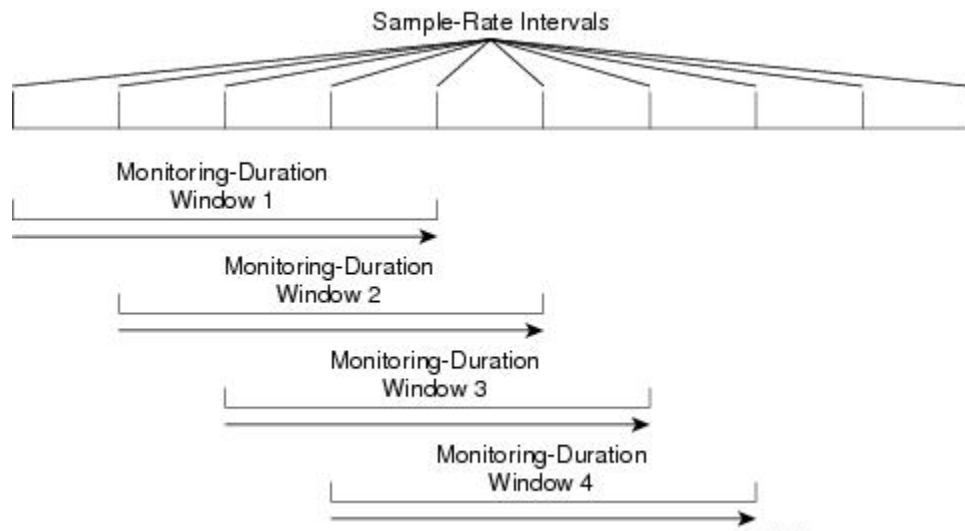 Sample-Rate Intervals
Monitoring-Duration
Window 1
Monitoring-Duration
Window 2
Monitoring-Duration
Window 3
Monitoring-Duration
Window 4